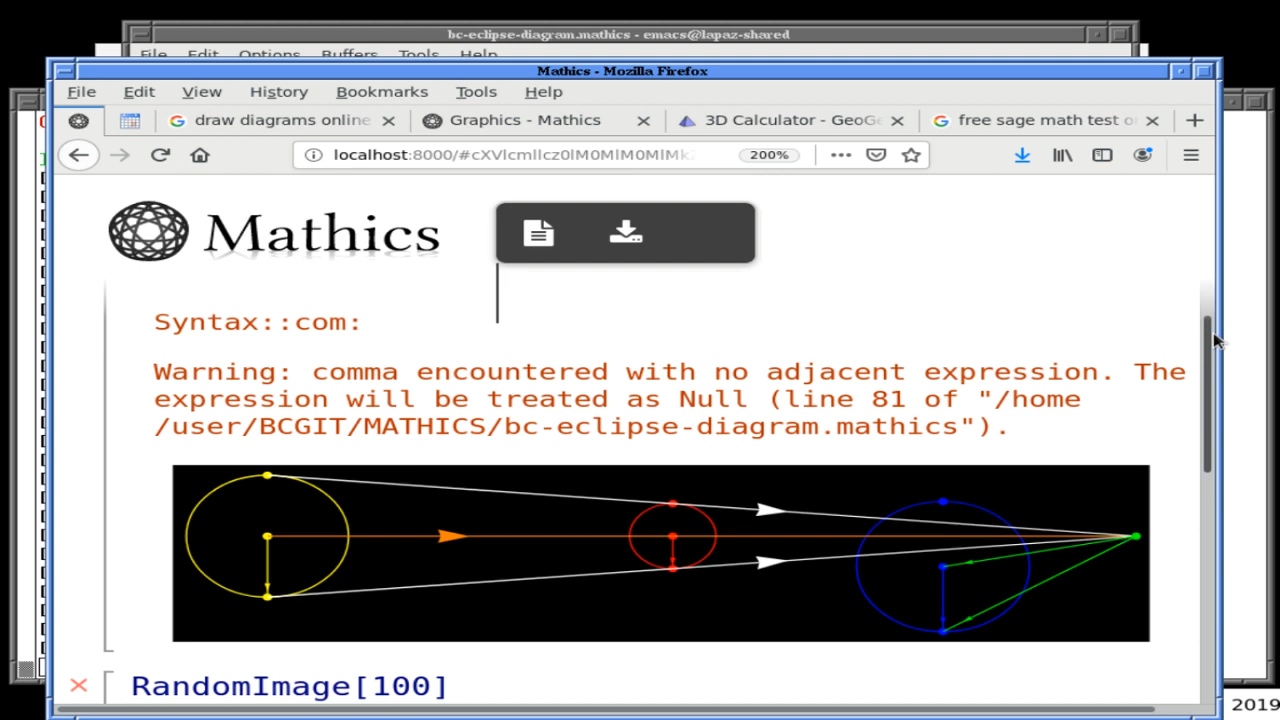 bc-eclipse-diagram.mathics - emacs@lapaz-shared
File Edit Options Buffers Tools Help
Mathics - Mozilla Firefox
File Edit View History Bookmarks Tools Help
draw diagrams online Graphics - Mathics 3D Calculator - GeoGe free sage math test or
localhost:8000/#cXVlcmllcz0lM0MlM0MlMk 200%
Mathics
Syntax::com:
Warning: comma encountered with no adjacent expression. The
expression will be treated as Null (line 81 of "/home
/user/BCGIT/MATHICS/bc-eclipse-diagram.mathics").
RandomImage[100]
2019